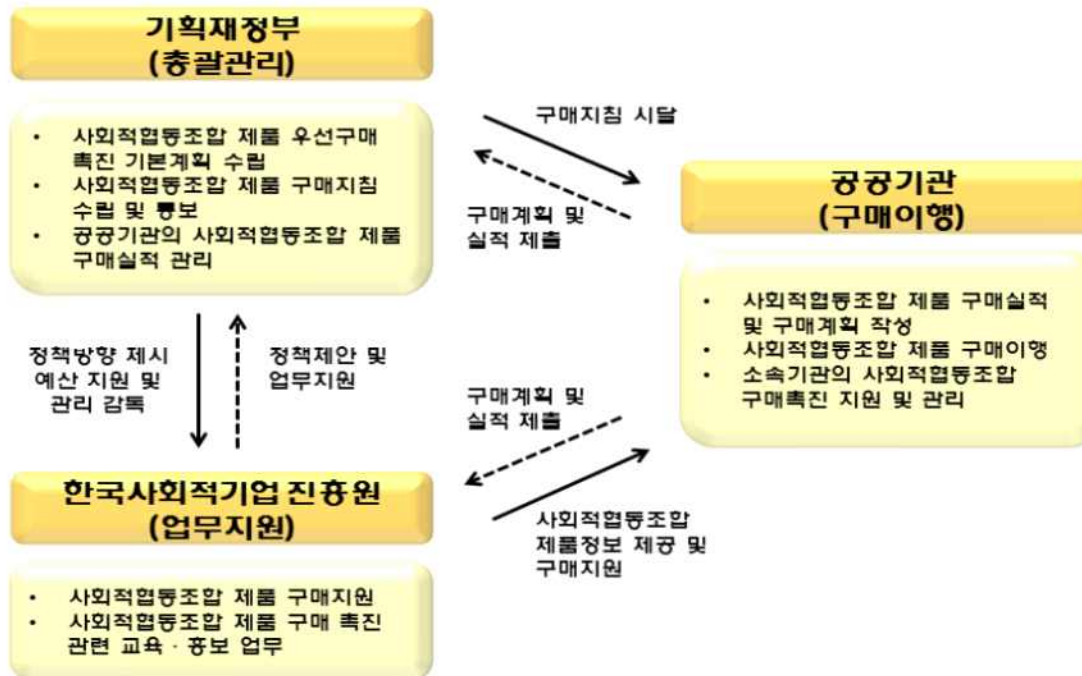 기획재정부
(총괄관리)
• 사회적협동조합 제품 우선구매
촉진 기본계획 수립
• 사회적협동조합 제품 구매지침
수립 및 통보
• 공공기관의 사회적협동조합 제품
구매실적 관리
구매지침 시달
구매계획 및
실적 제출
공공기관
(구매이행)
• 사회적협동조합 제품 구매실적
및 구매계획 작성
• 사회적협동조합 제품 구매이행
• 소속기관의 사회적협동조합
구매촉진 지원 및 관리
정책방향 제시
예산 지원 및
관리 감독
정책제안 및
업무지원
구매계획 및
실적 제출
한국사회적기업 진흥원
(업무지원)
사회적협동조합
제품정보 제공 및
구매지원
• 사회적협동조합 제품 구매지원
• 사회적협동조합 제품 구매 촉진
관련 교육 · 홍보 업무